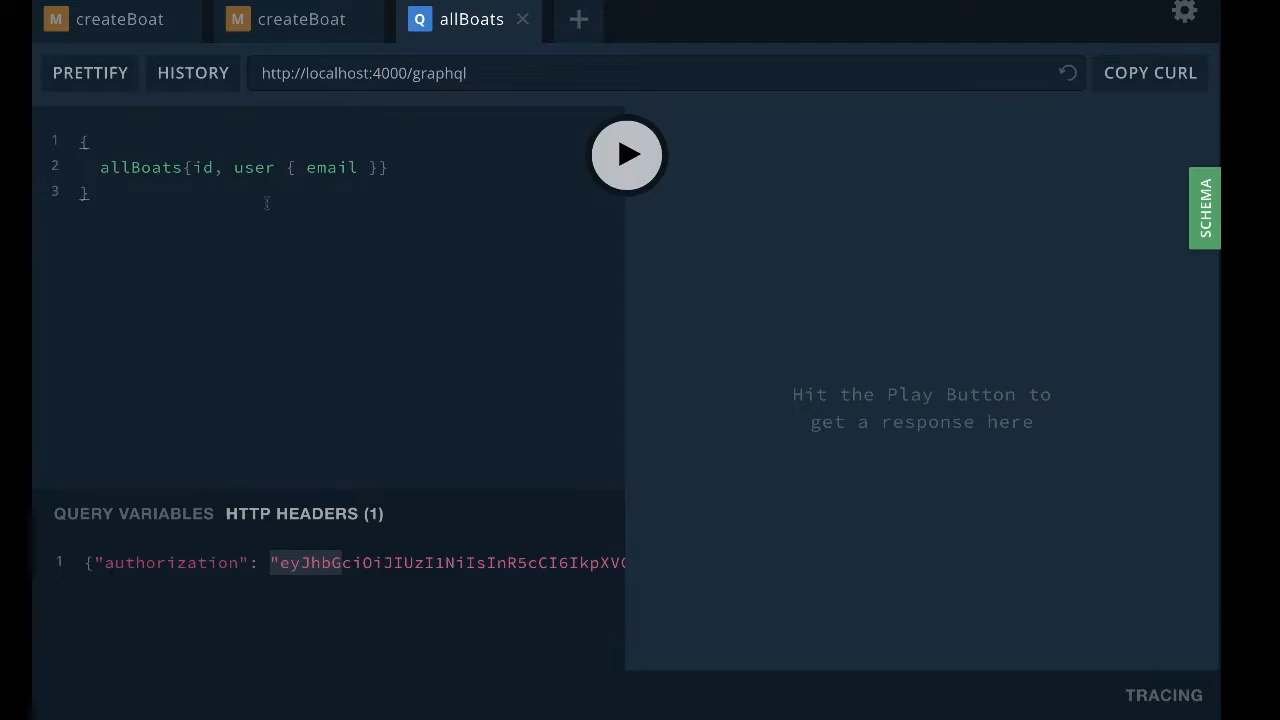 M createBoat
M createBoat
Q allBoats
PRETTIFY
HISTORY
http://localhost:4000/graphql
COPY CURL
1 {
2 allBoats{id, user { email }}
3 }
SCHEMA
Hit the Play Button to
get a response here
QUERY VARIABLES
HTTP HEADERS (1)
1 {"authorization": "eyJhbGciOiJIUzI1NiIsInR5cCI6IkpXVC
TRACING